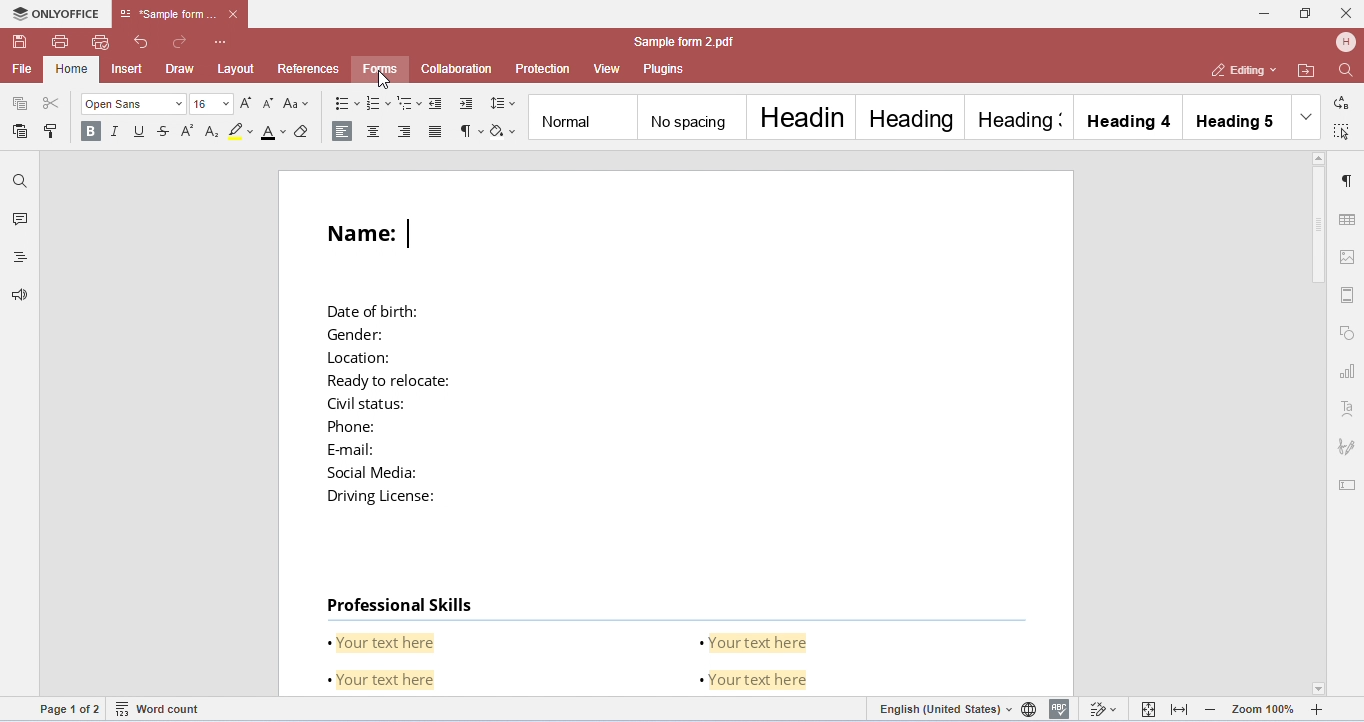 ONLYOFFICE
*Sample form ...
Sample form 2.pdf
H
File Home Insert Draw Layout References Forms Collaboration Protection View Plugins
Editing
Open Sans 16
Normal No spacing Headin Heading Heading Heading 4 Heading 5
Name:
Date of birth:
Gender:
Location:
Ready to relocate:
Civil status:
Phone:
E-mail:
Social Media:
Driving License:
Professional Skills
• Your text here • Your text here
• Your text here • Your text here
Page 1 of 2 Word count English (United States) Zoom 100%